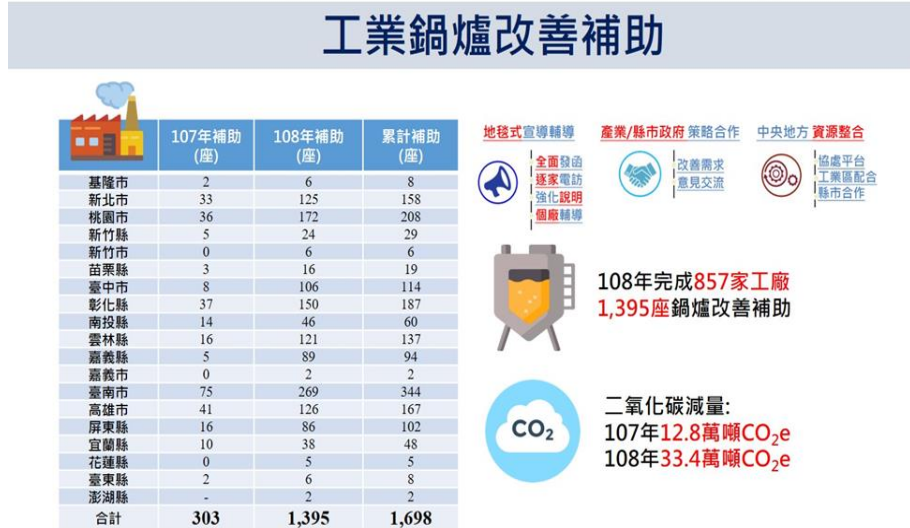 工業鍋爐改善補助
107年補助 (座) 108年補助 (座) 累計補助 (座)
基隆市 2 6 8
新北市 33 125 158
桃園市 36 172 208
新竹縣 5 24 29
新竹市 0 6 6
苗栗縣 3 16 19
臺中市 8 106 114
彰化縣 37 150 187
南投縣 14 46 60
雲林縣 16 121 137
嘉義縣 5 89 94
嘉義市 0 2 2
臺南市 75 269 344
高雄市 41 126 167
屏東縣 16 86 102
宜蘭縣 10 38 48
花蓮縣 0 5 5
臺東縣 2 6 8
澎湖縣 - 2 2
合計 303 1,395 1,698
地毯式宣導輔導
全面發函
逐家電訪
強化說明
個廠輔導
產業/縣市政府 策略合作
改善需求
意見交流
中央地方 資源整合
協處平台
工業區配合
縣市合作
108年完成857家工廠
1,395座鍋爐改善補助
CO₂
二氧化碳減量:
107年12.8萬噸CO₂e
108年33.4萬噸CO₂e